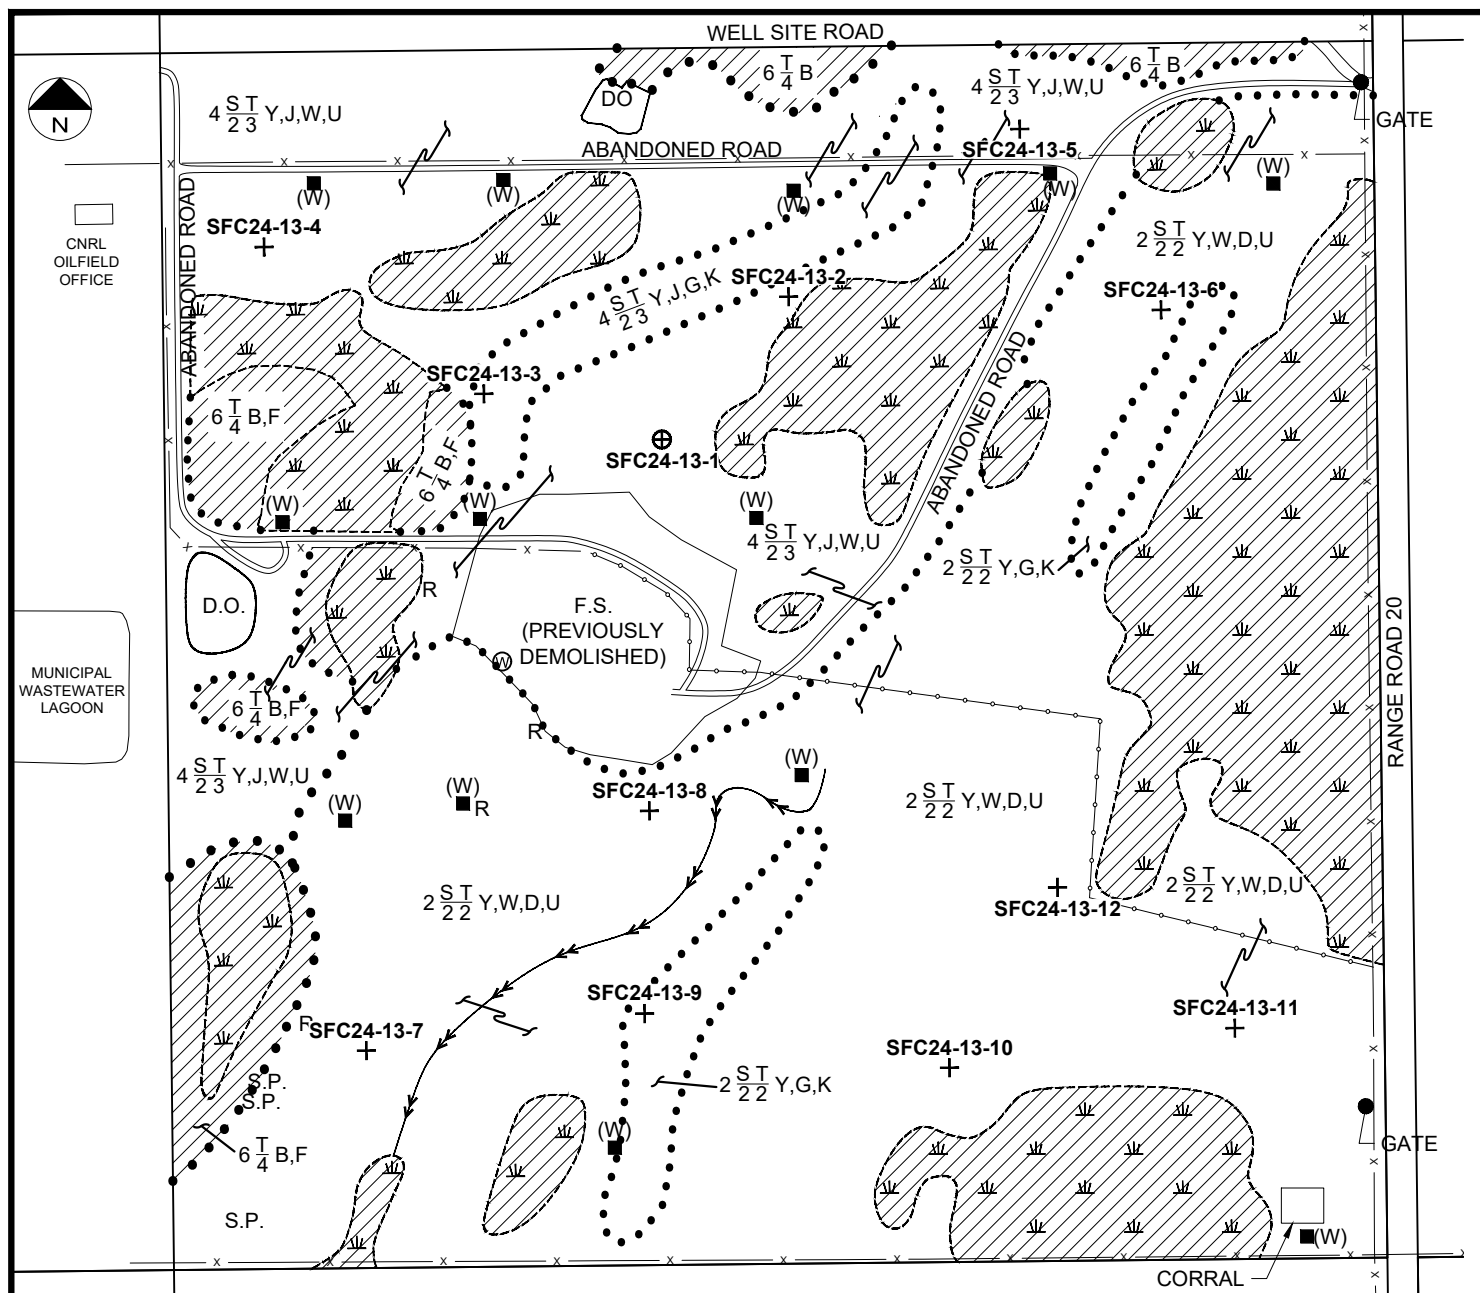 WELL SITE ROAD
6 T/4 B
6 T/4 B
N
DO
4 S T/2 3 Y,J,W,U
4 S T/2 3 Y,J,W,U
GATE
ABANDONED ROAD
SFC24-13-5
(W)
(W)
(W)
(W)
(W)
ABANDONED ROAD
CNRL
OILFIELD
OFFICE
SFC24-13-4
2 S T/2 2 Y,W,D,U
SFC24-13-2
4 S T/2 3 Y,J,G,K
SFC24-13-6
ABANDONED ROAD
SFC24-13-3
6 T/4 B,F
6 T/4 B,F
SFC24-13-1
(W)
(W)
(W)
4 S T/2 3 Y,J,W,U
2 S T/2 2 Y,G,K
R
D.O.
F.S.
(PREVIOUSLY
DEMOLISHED)
W
MUNICIPAL
WASTEWATER
LAGOON
RANGE ROAD 20
6 T/4 B,F
R
4 S T/2 3 Y,J,W,U
(W)
(W)
R
(W)
SFC24-13-8
2 S T/2 2 Y,W,D,U
2 S T/2 2 Y,W,D,U
2 S T/2 2 Y,W,D,U
SFC24-13-12
SFC24-13-9
SFC24-13-11
R
SFC24-13-7
SFC24-13-10
S.P.
S.P.
2 S T/2 2 Y,G,K
(W)
GATE
6 T/4 B,F
S.P.
(W)
CORRAL